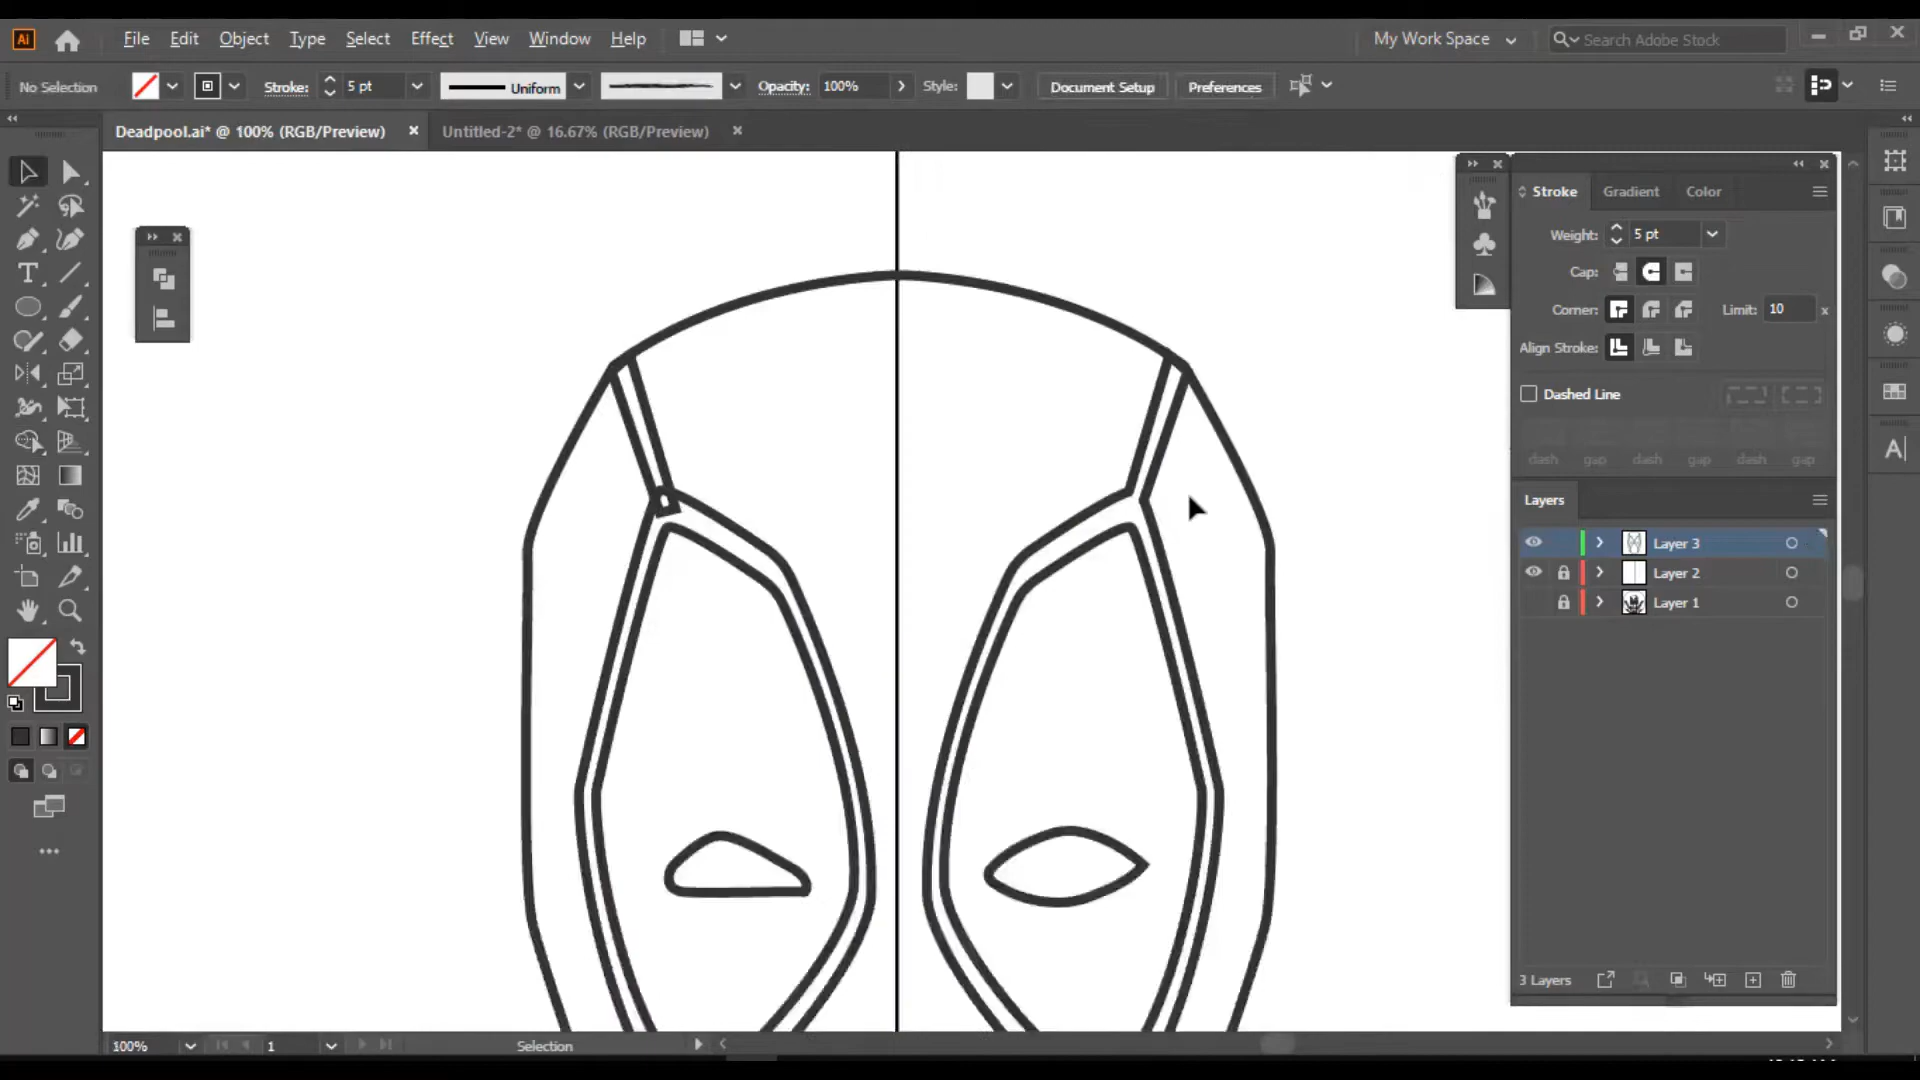 Ai File Edit Object Type Select Effect View Window Help My Work Space Search Adobe Stock
No Selection Stroke: 5 pt Uniform Opacity: 100% Style: Document Setup Preferences
Deadpool.ai* @ 100% (RGB/Preview) Untitled-2* @ 16.67% (RGB/Preview)
Stroke Gradient Color
Weight: 5 pt
Cap:
Corner: Limit: 10 x
Align Stroke:
Dashed Line
dash gap dash gap dash gap
Layers
Layer 3
Layer 2
Layer 1
3 Layers
100% 1 Selection